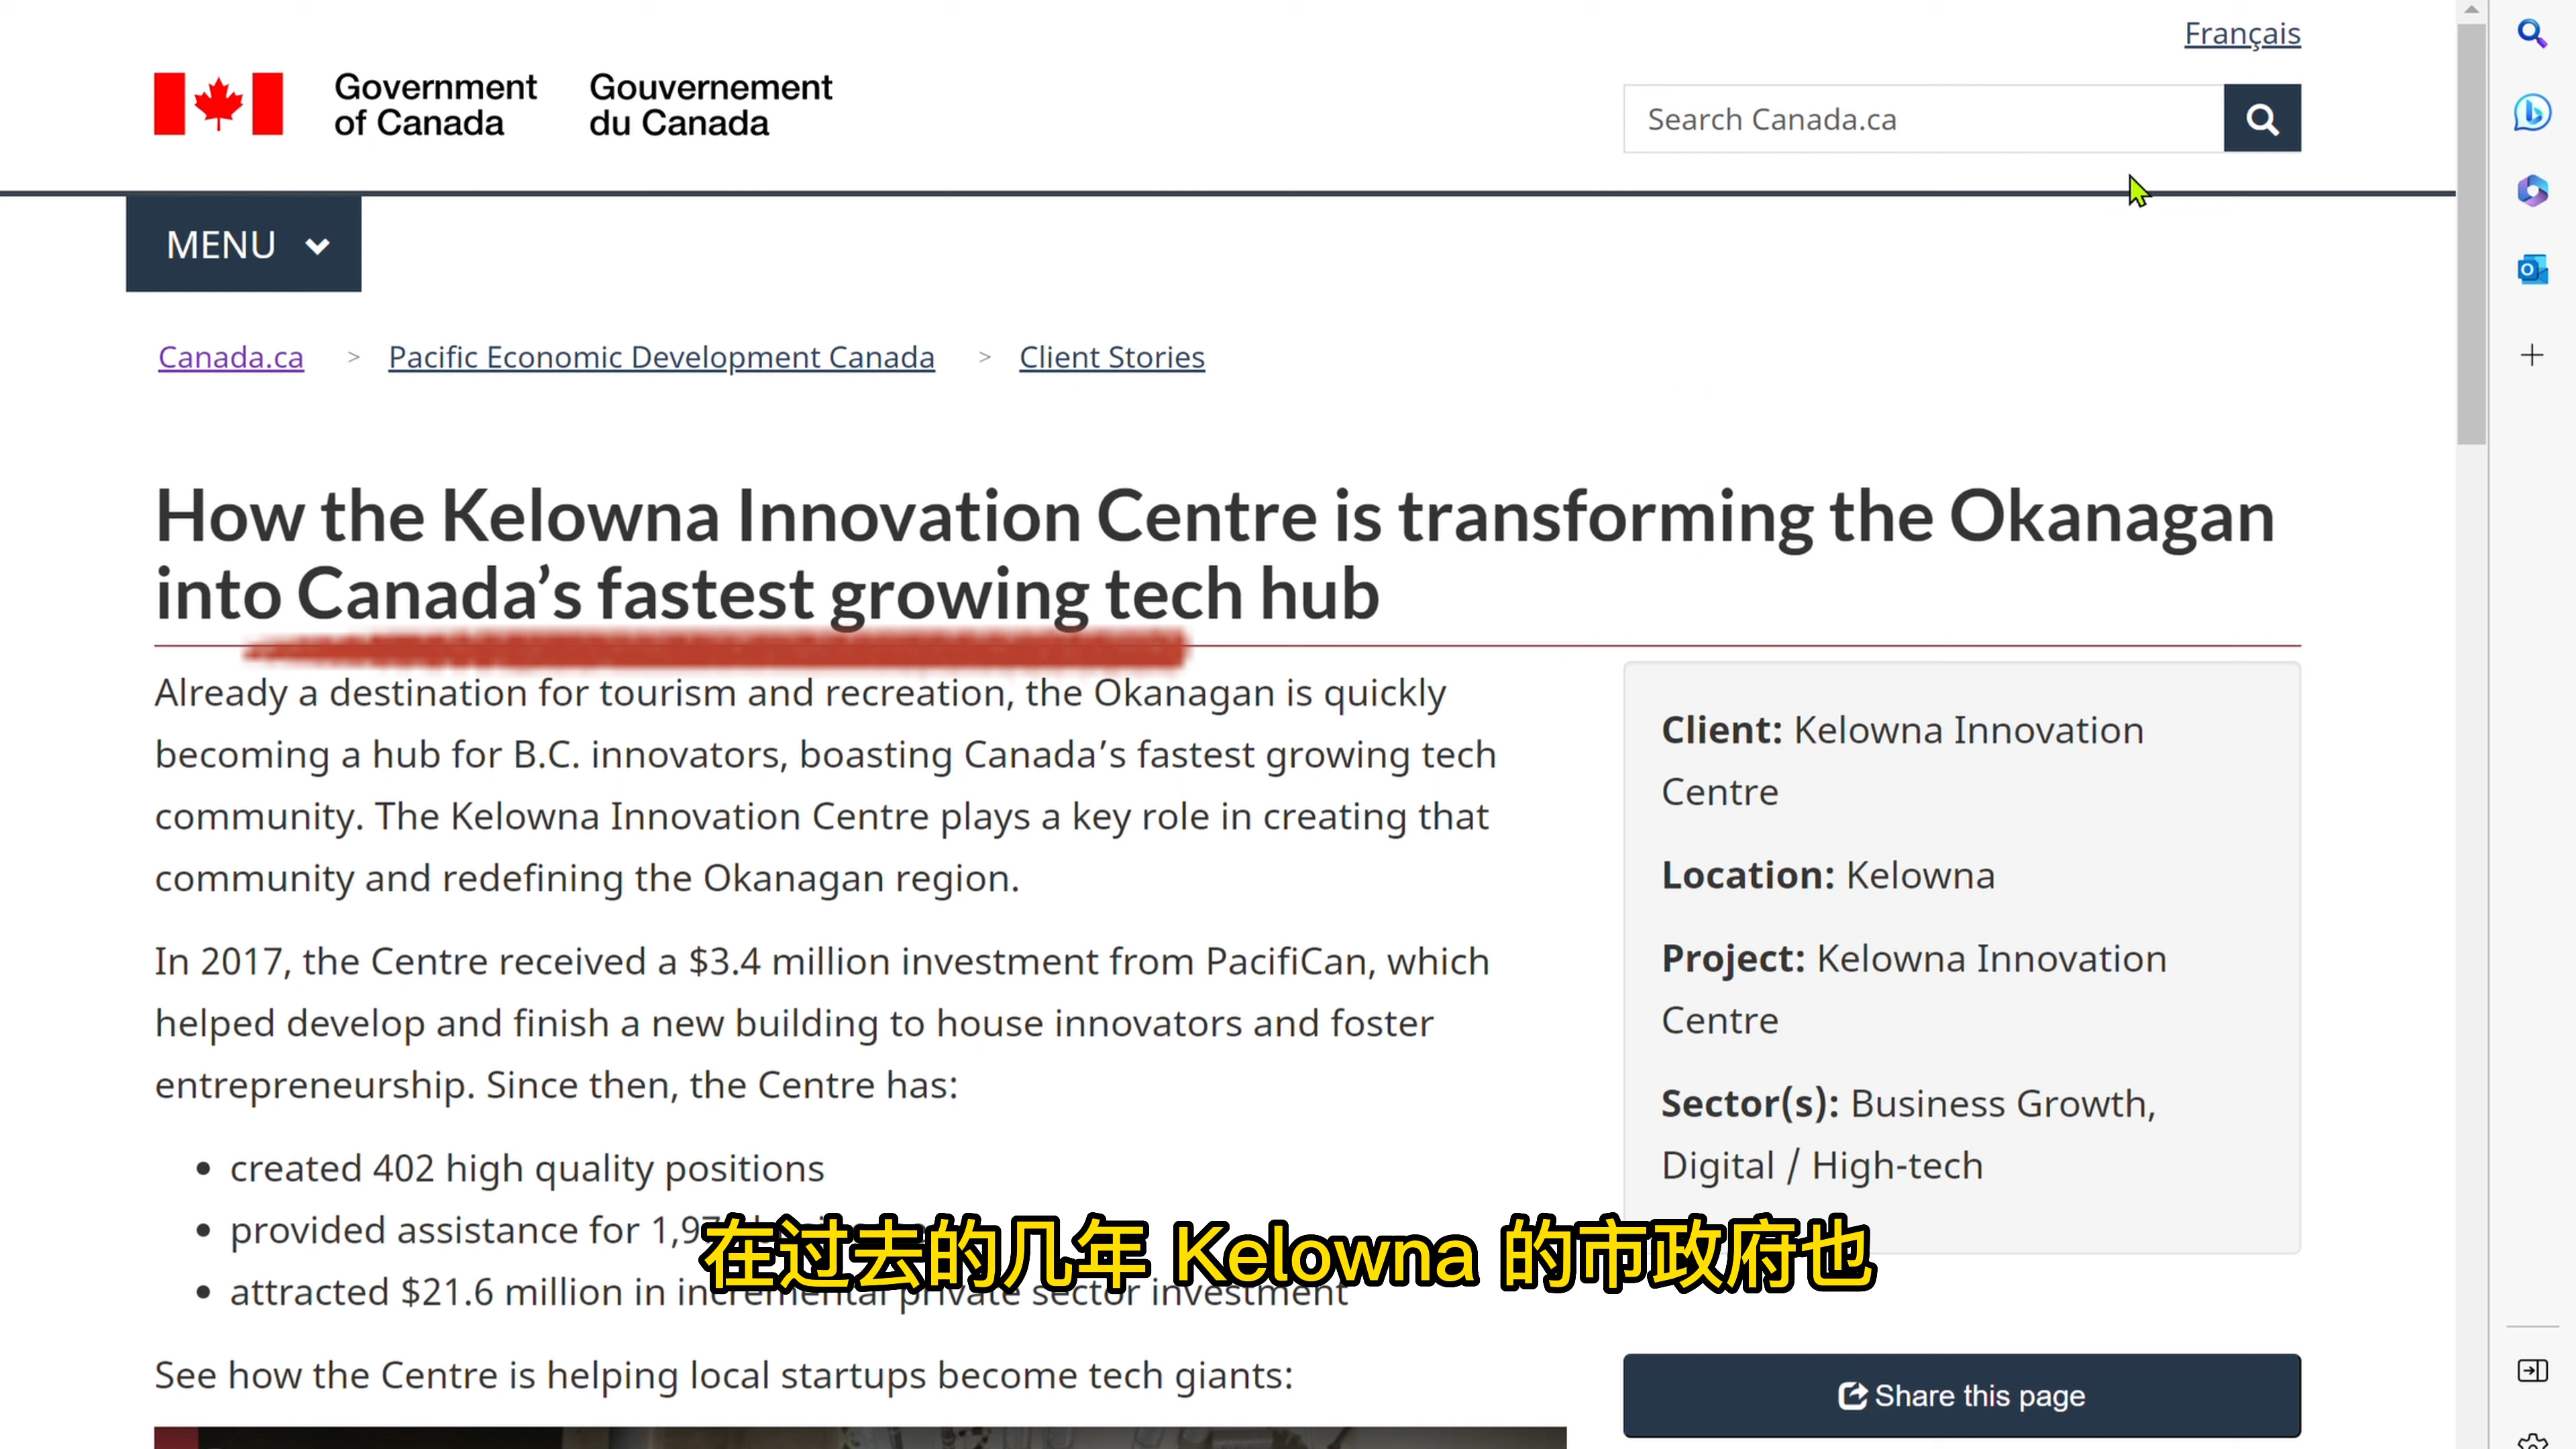 Français
Government of Canada
Gouvernement du Canada
Search Canada.ca
MENU
Canada.ca > Pacific Economic Development Canada > Client Stories
How the Kelowna Innovation Centre is transforming the Okanagan
into Canada’s fastest growing tech hub
Already a destination for tourism and recreation, the Okanagan is quickly
becoming a hub for B.C. innovators, boasting Canada’s fastest growing tech
community. The Kelowna Innovation Centre plays a key role in creating that
community and redefining the Okanagan region.
In 2017, the Centre received a $3.4 million investment from PacifiCan, which
helped develop and finish a new building to house innovators and foster
entrepreneurship. Since then, the Centre has:
• created 402 high quality positions
• provided assistance for
• attracted $21.6 million in incremental private sector investment
See how the Centre is helping local startups become tech giants:
Client: Kelowna Innovation
Centre
Location: Kelowna
Project: Kelowna Innovation
Centre
Sector(s): Business Growth,
Digital / High-tech
Share this page
在过去的几年 Kelowna 的市政府也